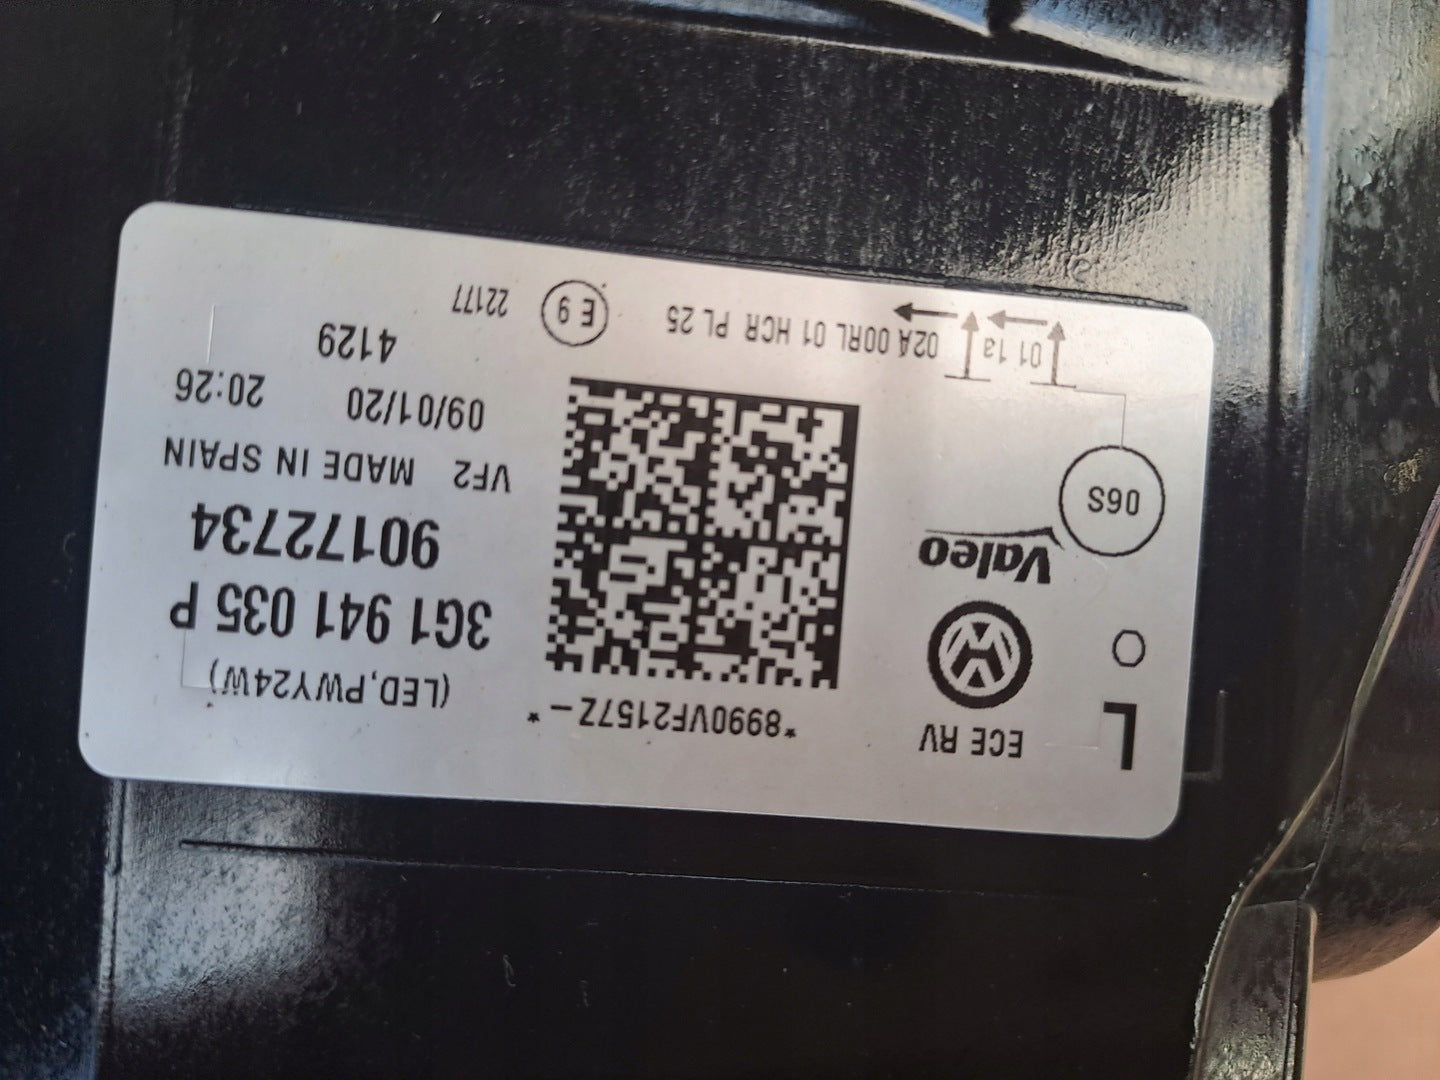 L
ECE RV
*8990VF2157Z-*
(LED,PWY24W)
3G1 941 035 P
90172734
Valeo
VF2 MADE IN SPAIN
06S
09/01/20 20:26
4129
01 1a
02A 00RL 01 HCR PL 25
E 9
22177